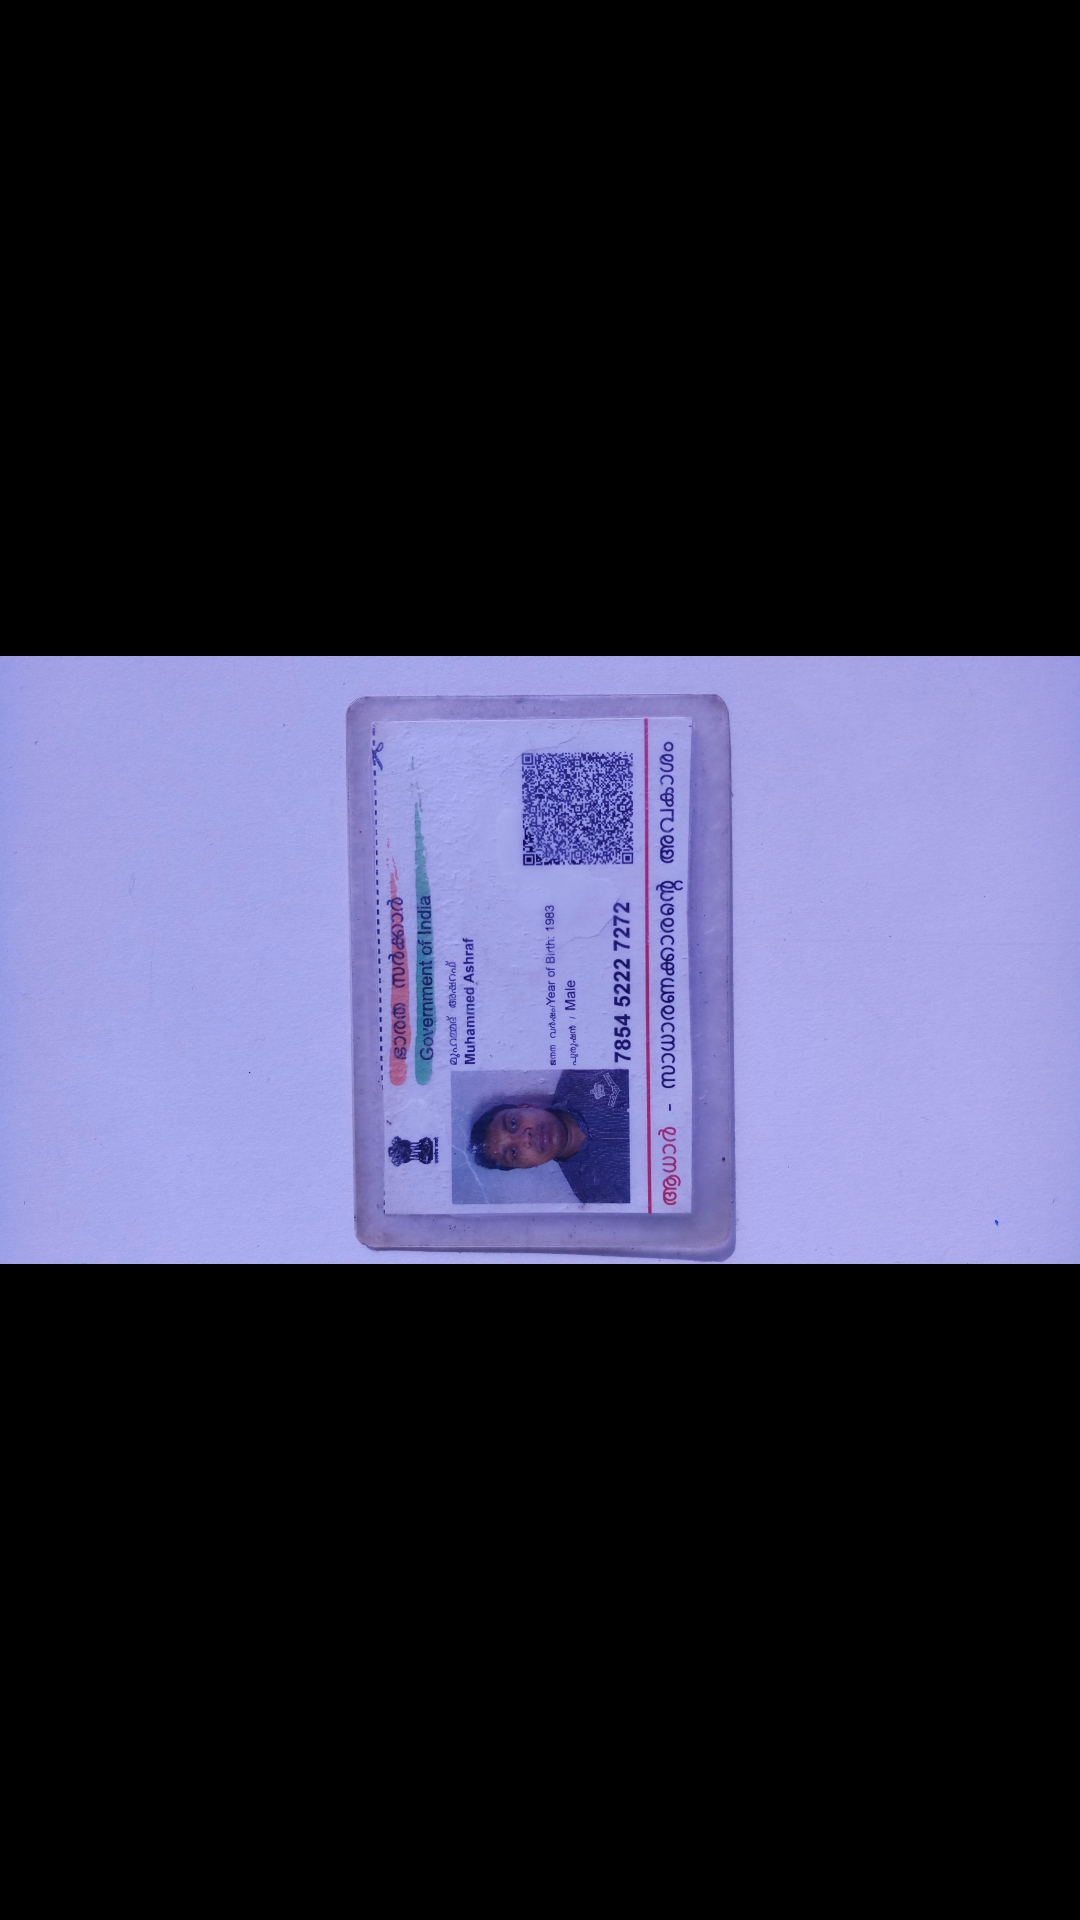 ഭാരത സർക്കാർ
Government of India
മുഹമ്മദ് അഷ്റഫ്
Muhammed Ashraf
ജനന വർഷം/Year of Birth: 1983
പുരുഷൻ / Male
7854 5222 7272
ആധാർ - സാധാരണക്കാരന്റെ അവകാശം